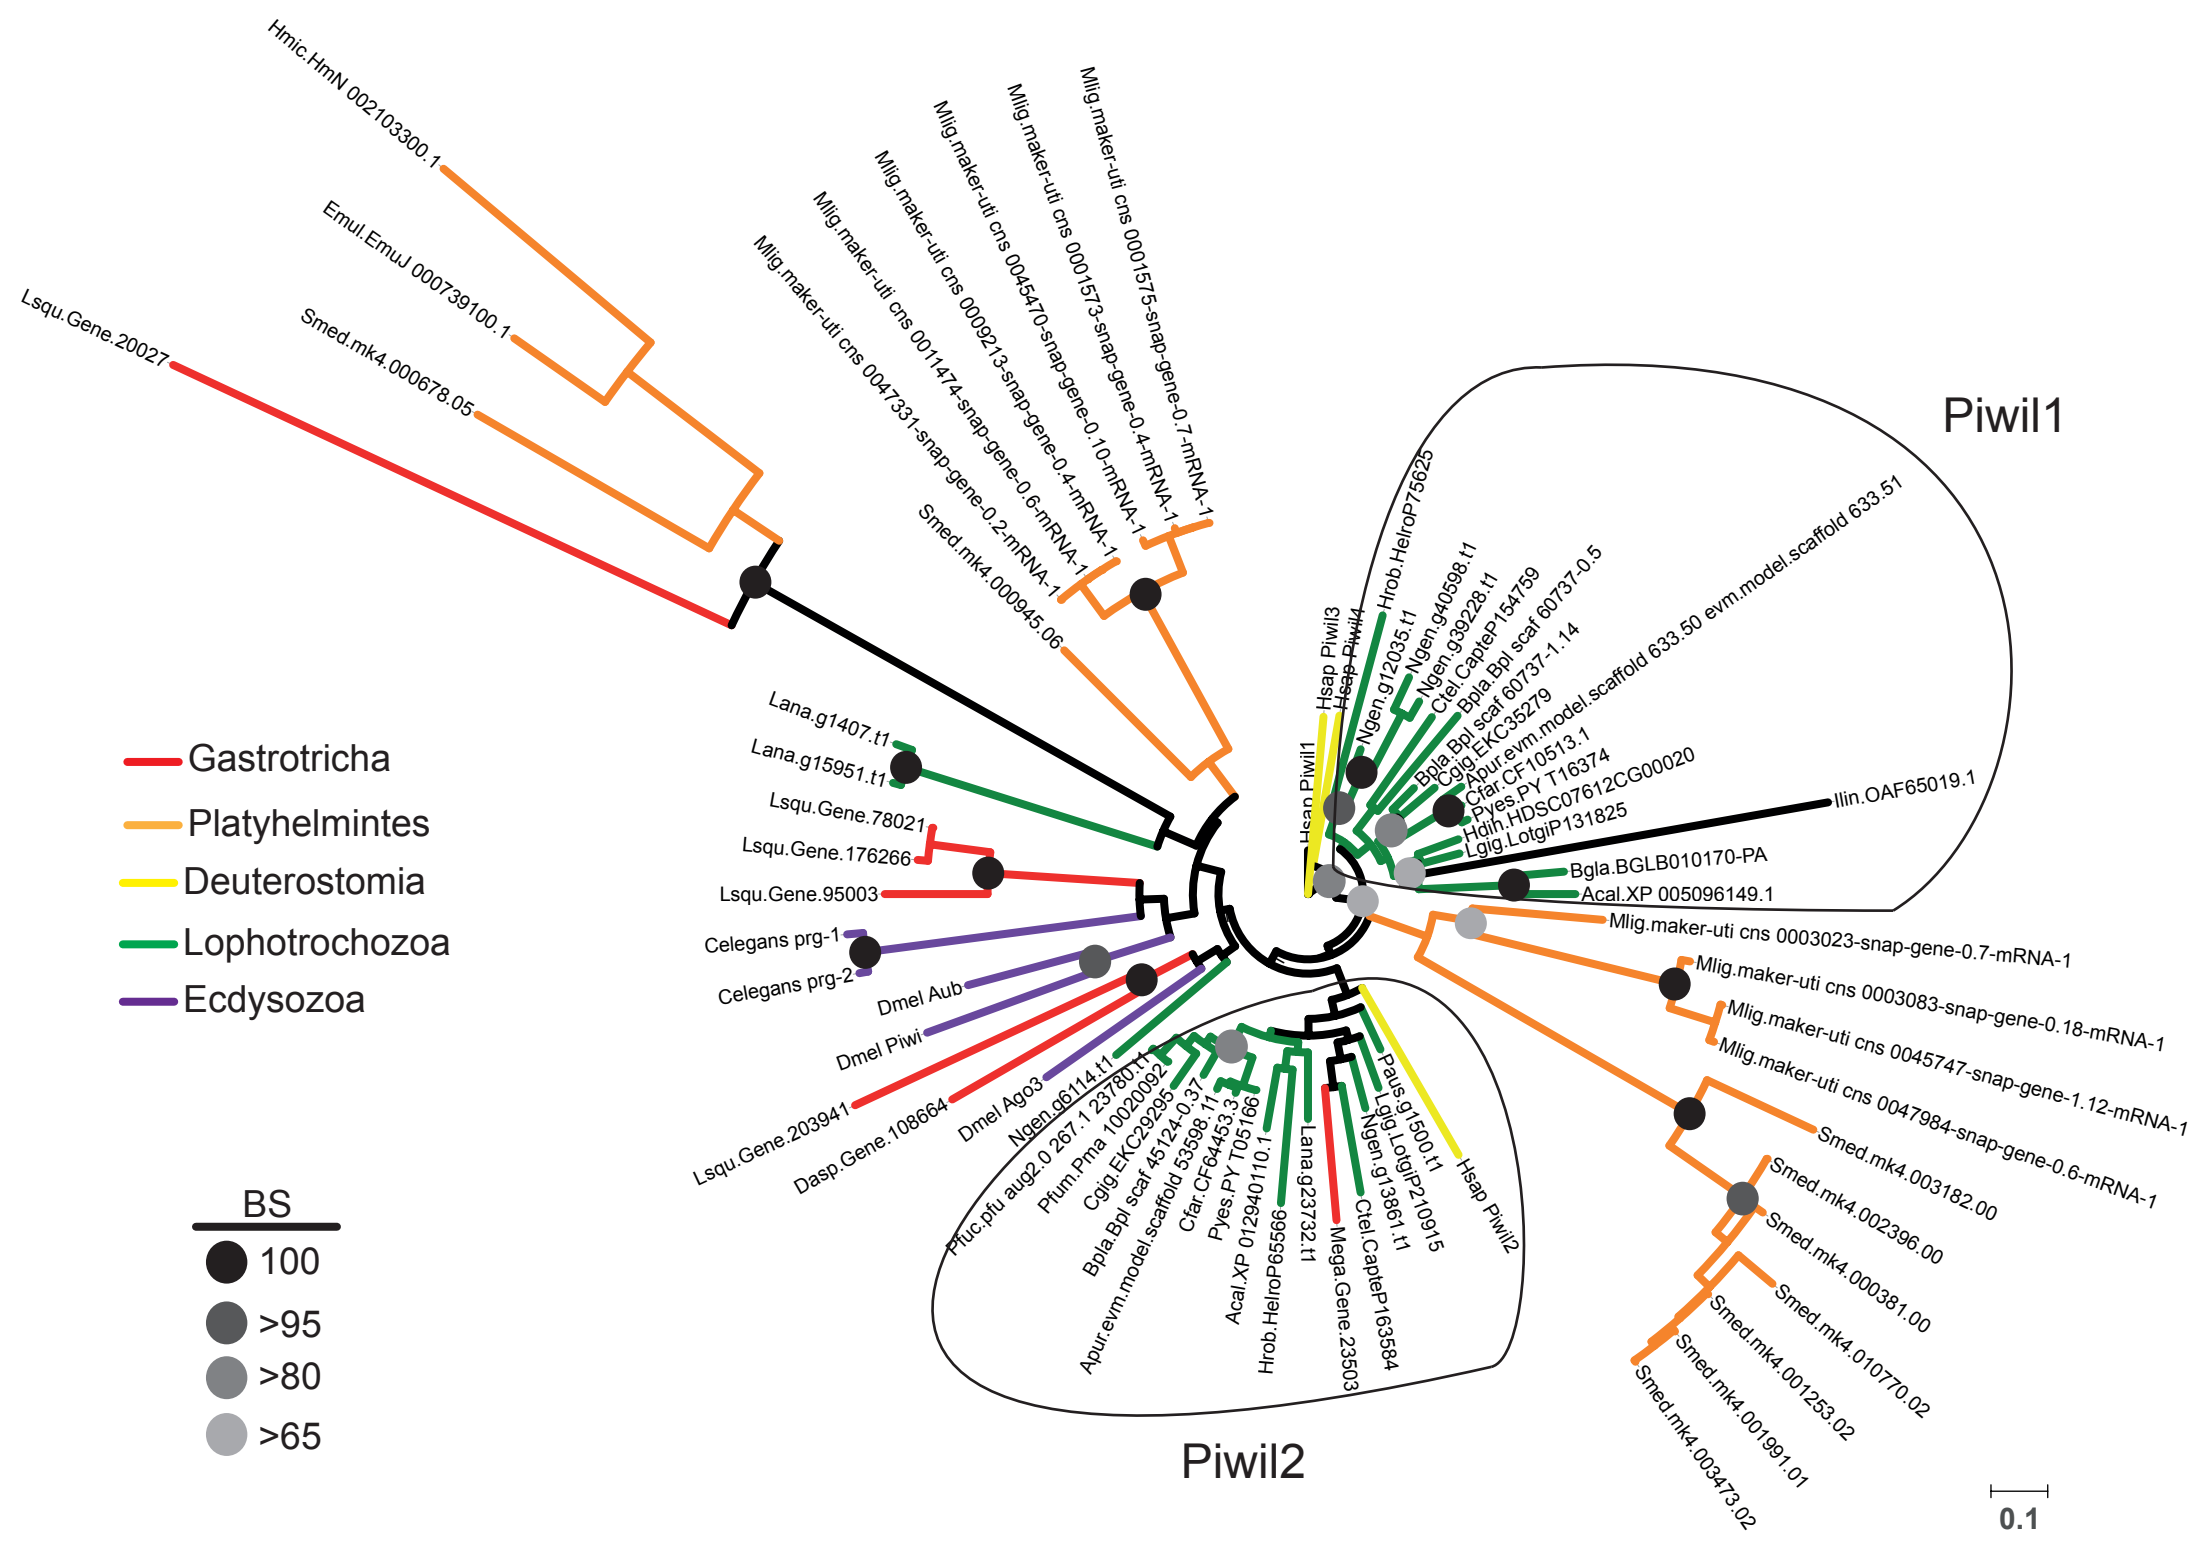 Hmic.HmN 002103300.1
Emul.EmuJ 000739100.1
Lsqu.Gene.20027
Smed.mk4.000678.05
Mlig.maker-uti cns 0047331-snap-gene-0.2-mRNA-1
Mlig.maker-uti cns 0011474-snap-gene-0.6-mRNA-1
Mlig.maker-uti cns 0009213-snap-gene-0.4-mRNA-1
Mlig.maker-uti cns 0045470-snap-gene-0.10-mRNA-1
Mlig.maker-uti cns 0001573-snap-gene-0.4-mRNA-1
Mlig.maker-uti cns 0001575-snap-gene-0.7-mRNA-1
Smed.mk4.000945.06
Piwil1
Hsap Piwil1
Hsap Piwil3
Hsap Piwil4
Hrob.HelroP75625
Ngen.g12035.t1
Ngen.g40598.t1
Ngen.g39228.t1
Ctel.CapteP154759
Bpla.Bpl scaf 60737-0.5
Bpla.Bpl scaf 60737-1.14
Cgig.EKC35279
Apur.evm.model.scaffold 633.50 evm.model.scaffold 633.51
Cfar.CF10513.1
Pyes.PY T16374
Hdih.HDSC07612CG00020
Lgig.LotgiP131825
Ilin.OAF65019.1
Bgla.BGLB010170-PA
Acal.XP 005096149.1
Lana.g1407.t1
Lana.g15951.t1
Lsqu.Gene.78021
Lsqu.Gene.176266
Lsqu.Gene.95003
Celegans prg-1
Celegans prg-2
Dmel Aub
Dmel Piwi
Lsqu.Gene.203941
Dasp.Gene.108664
Dmel Ago3
Ngen.g6114.t1
Pfuc.pfu aug2.0 267.1 23780.t1
Pfum.Pma 10020092
Cgig.EKC29295
Bpla.Bpl scaf 45124-0.37
Apur.evm.model.scaffold 53598.11
Cfar.CF64453.3
Pyes.PY T05166
Acal.XP 012940110.1
Hrob.HelroP65566
Lana.g23732.t1
Mega.Gene.23503
Ctel.CapteP163584
Ngen.g13861.t1
Lgig.LotgiP210915
Paus.g1500.t1
Hsap Piwil2
Piwil2
Mlig.maker-uti cns 0003023-snap-gene-0.7-mRNA-1
Mlig.maker-uti cns 0003083-snap-gene-0.18-mRNA-1
Mlig.maker-uti cns 0045747-snap-gene-1.12-mRNA-1
Mlig.maker-uti cns 0047984-snap-gene-0.6-mRNA-1
Smed.mk4.003182.00
Smed.mk4.002396.00
Smed.mk4.000381.00
Smed.mk4.010770.02
Smed.mk4.001253.02
Smed.mk4.001991.01
Smed.mk4.003473.02
Gastrotricha
Platyhelmintes
Deuterostomia
Lophotrochozoa
Ecdysozoa
BS
100
>95
>80
>65
0.1